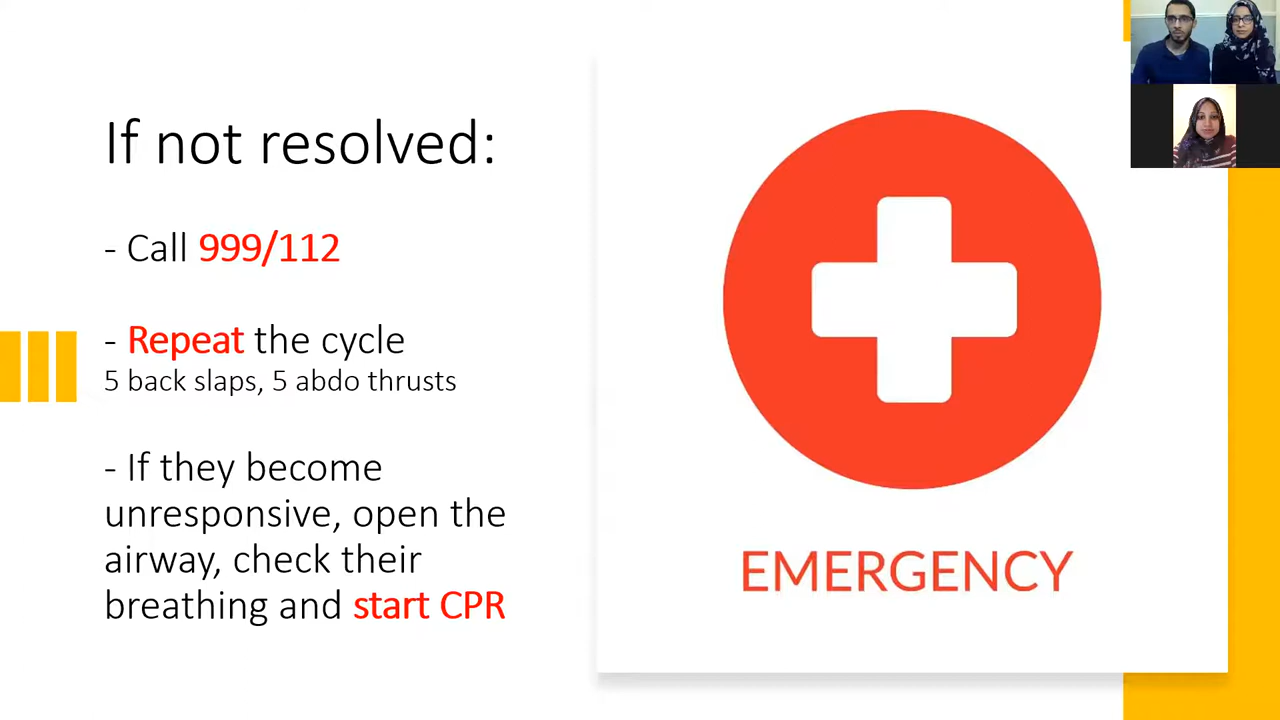 If not resolved:
- Call 999/112
- Repeat the cycle
5 back slaps, 5 abdo thrusts
- If they become
unresponsive, open the
airway, check their
breathing and start CPR
EMERGENCY